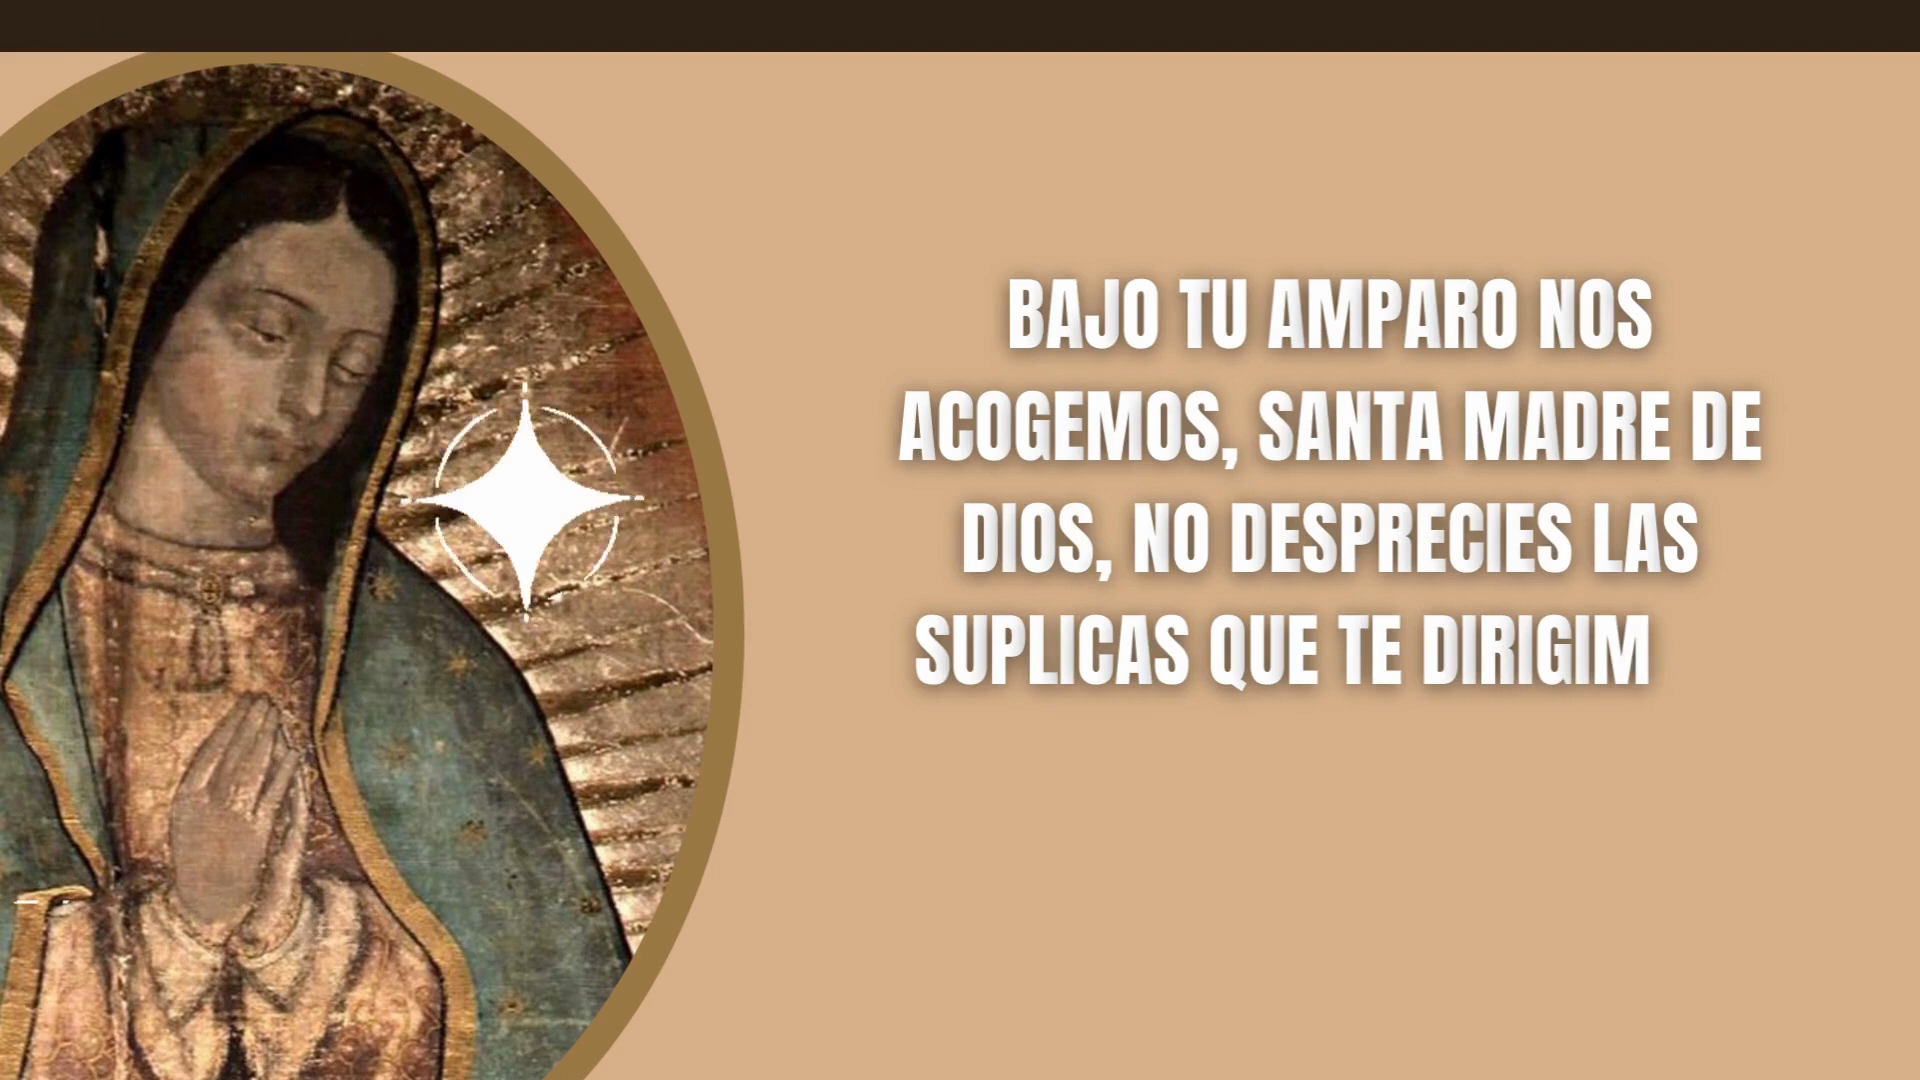 BAJO TU AMPARO NOS
ACOGEMOS, SANTA MADRE DE
DIOS, NO DESPRECIES LAS
SUPLICAS QUE TE DIRIGIM